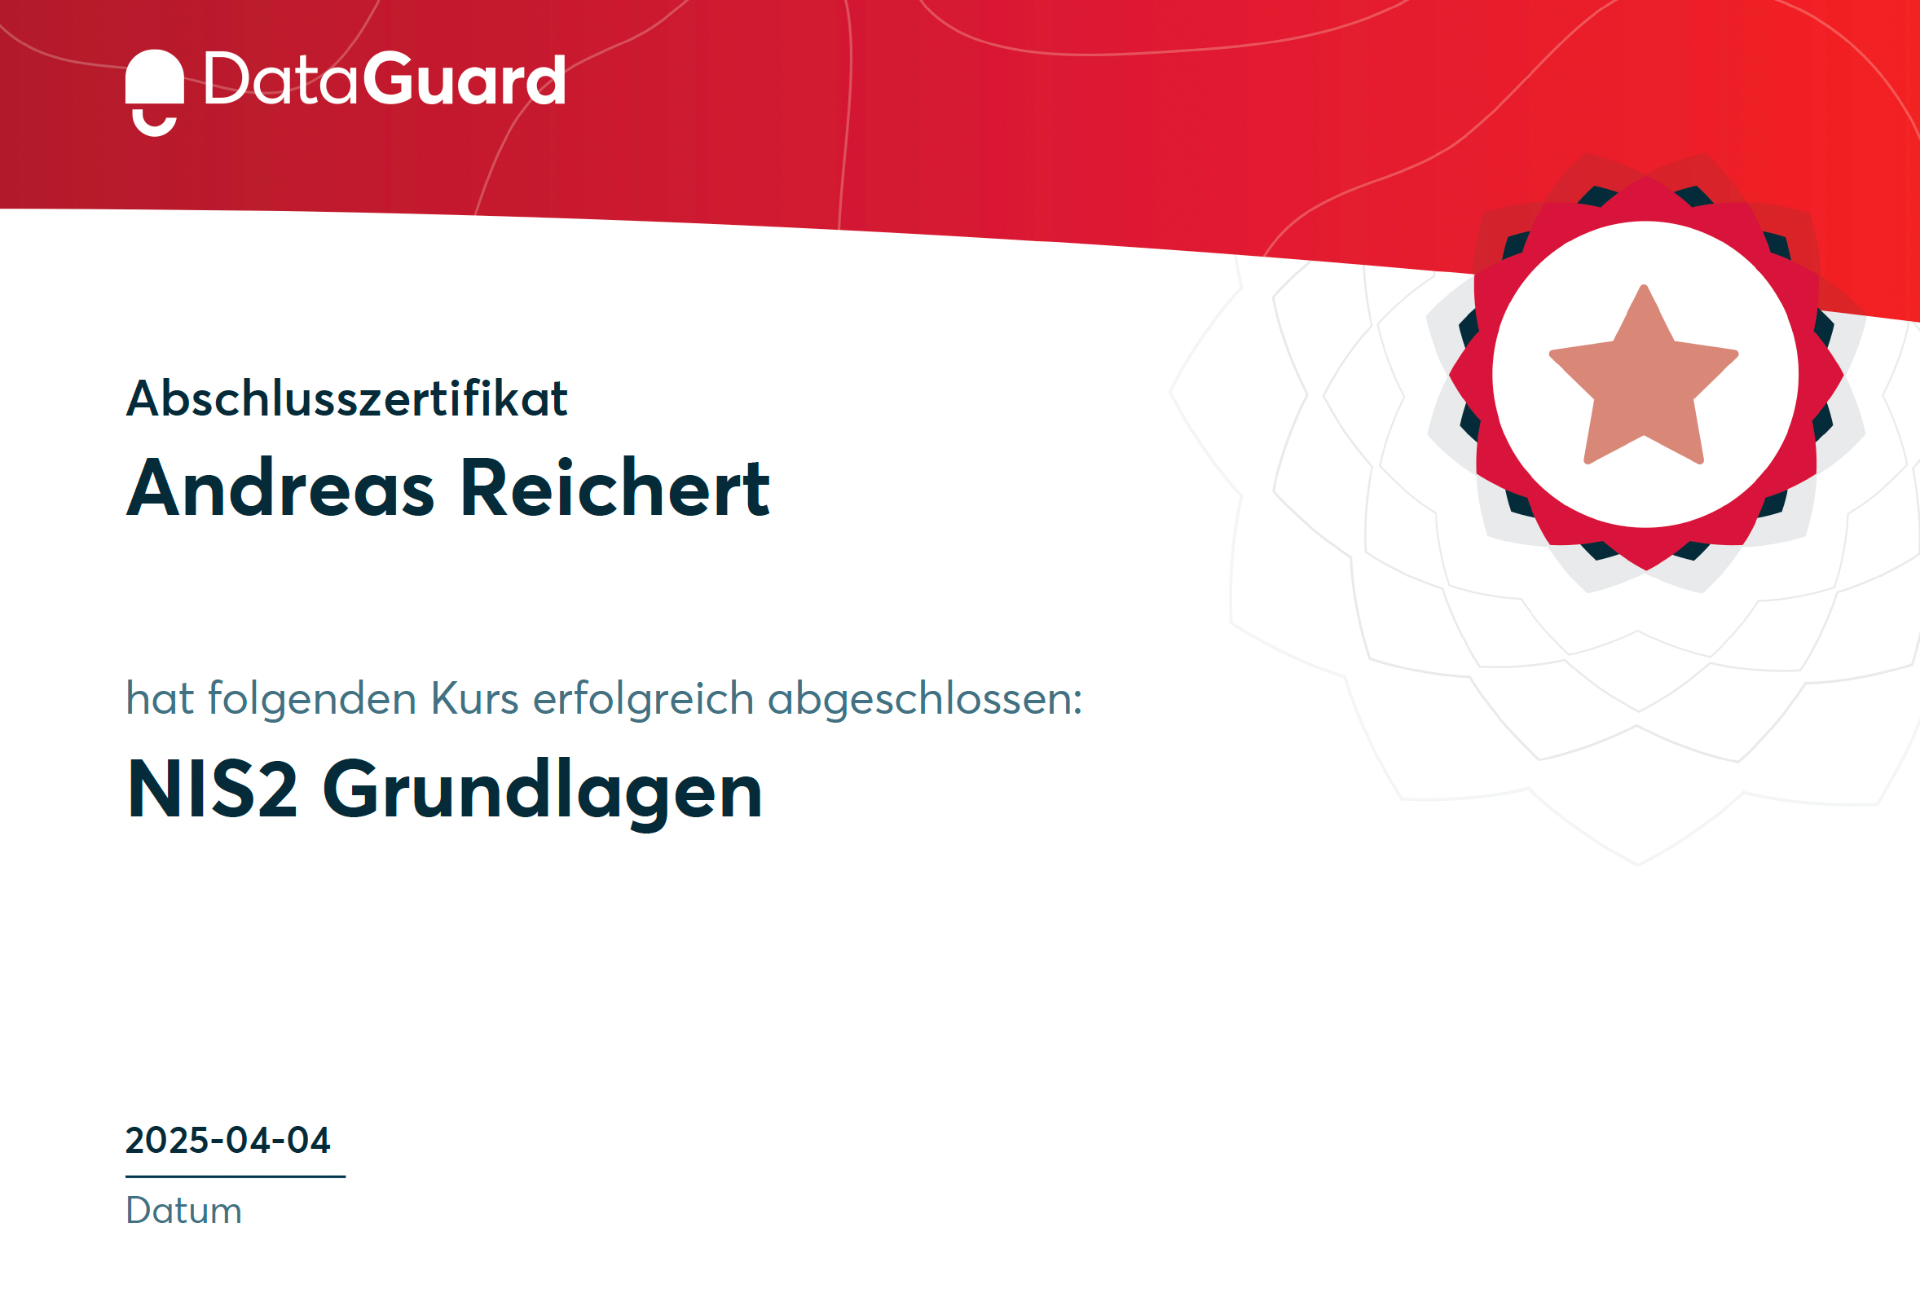 DataGuard
Abschlusszertifikat
Andreas Reichert
hat folgenden Kurs erfolgreich abgeschlossen:
NIS2 Grundlagen
2025-04-04
Datum